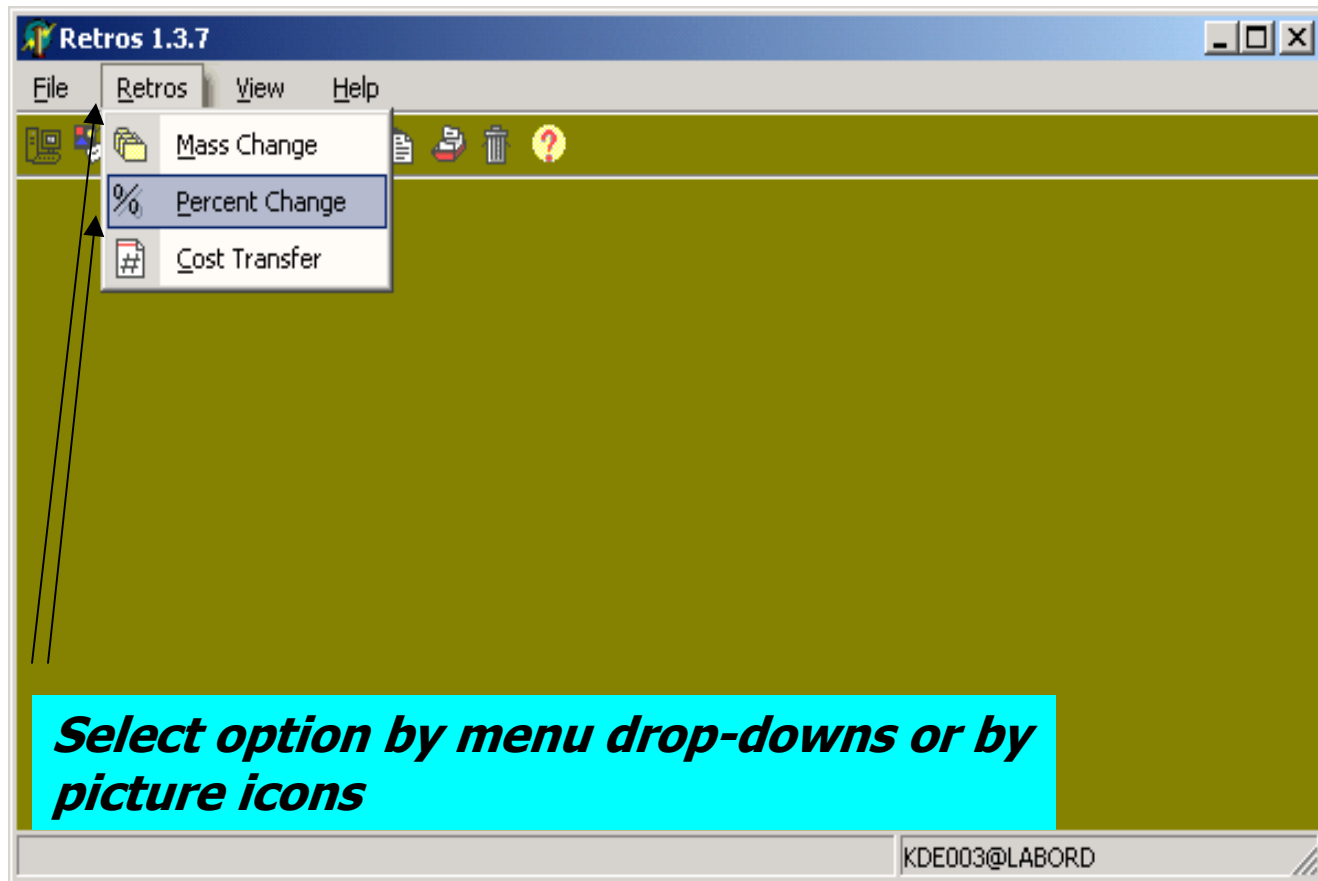 Retros 1.3.7
File Retros View Help
Mass Change
Percent Change
Cost Transfer
Select option by menu drop-downs or by
picture icons
KDE003@LABORD